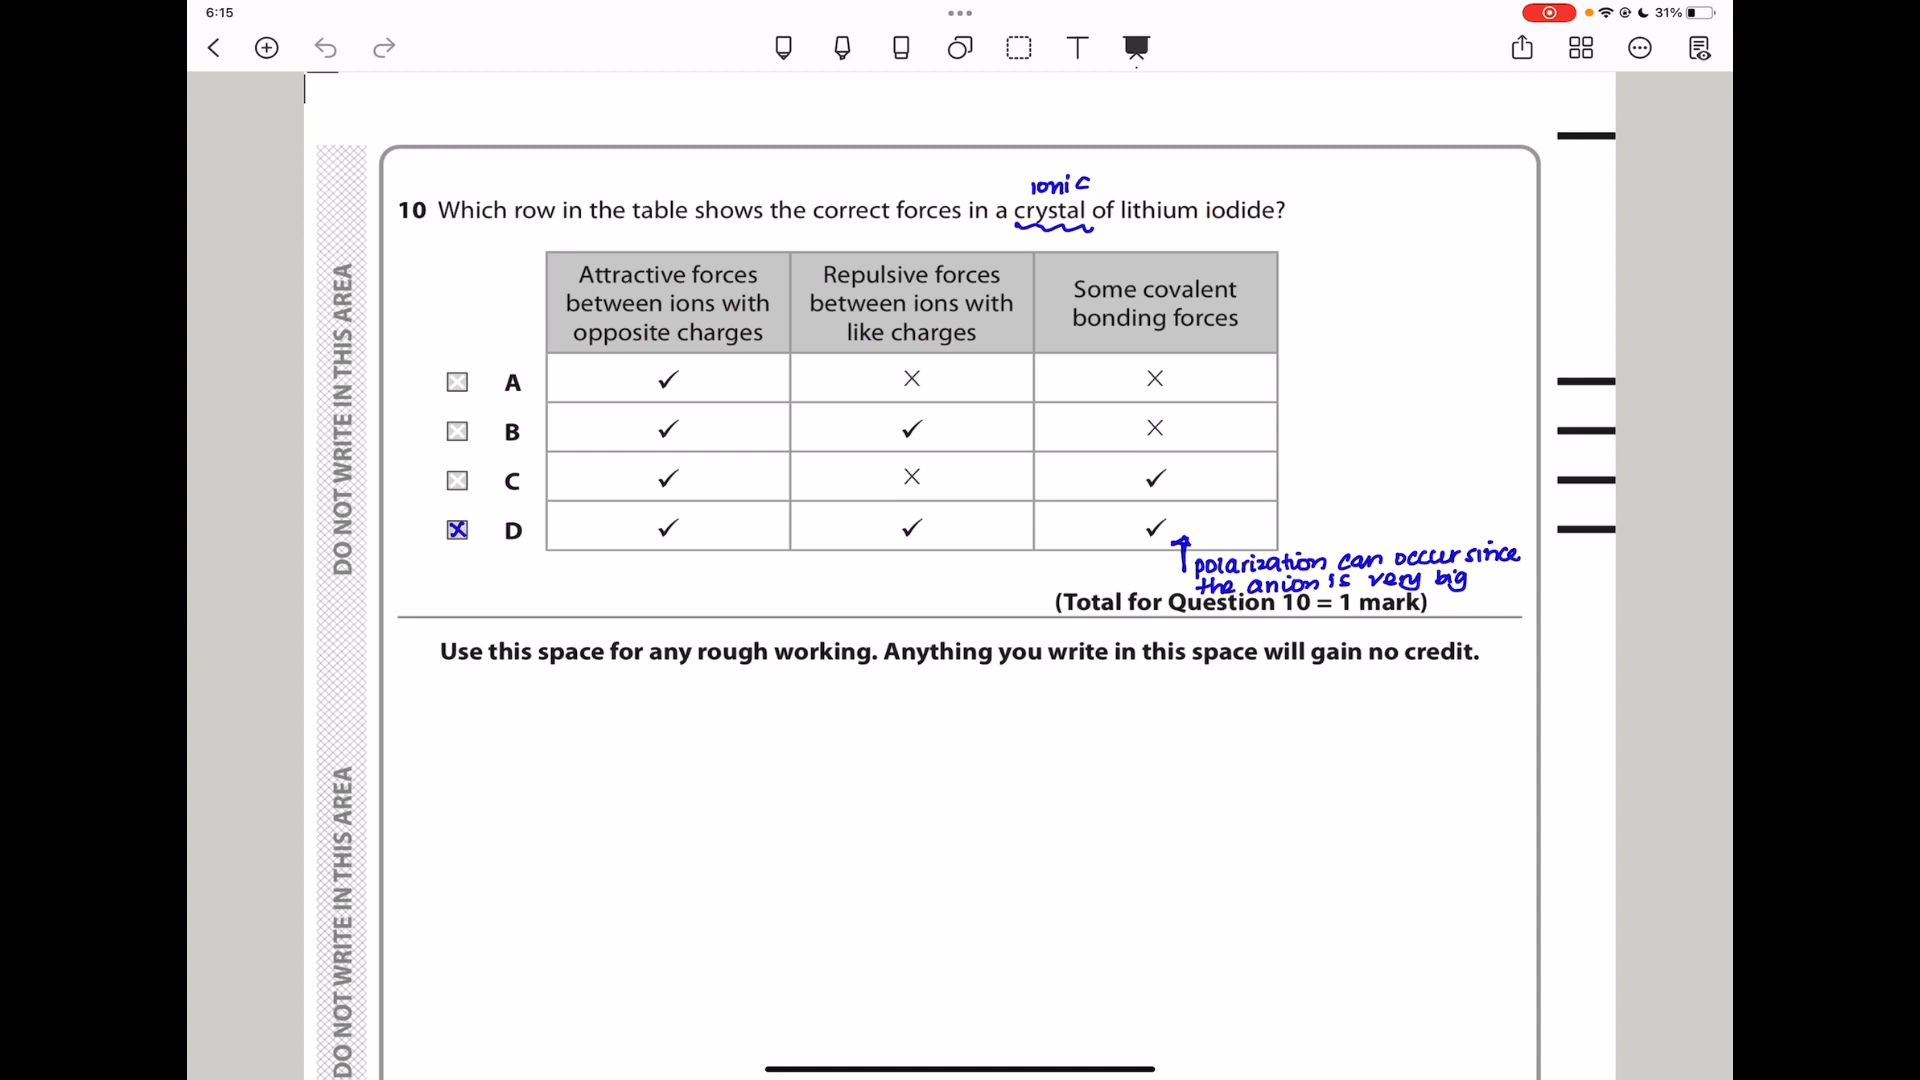 6:15
31%
ionic
10 Which row in the table shows the correct forces in a crystal of lithium iodide?
Attractive forces between ions with opposite charges
Repulsive forces between ions with like charges
Some covalent bonding forces
A ✓ ✗ ✗
B ✓ ✓ ✗
C ✓ ✗ ✓
D ✓ ✓ ✓
polarization can occur since
the anion is very big
(Total for Question 10 = 1 mark)
Use this space for any rough working. Anything you write in this space will gain no credit.
DO NOT WRITE IN THIS AREA
DO NOT WRITE IN THIS AREA